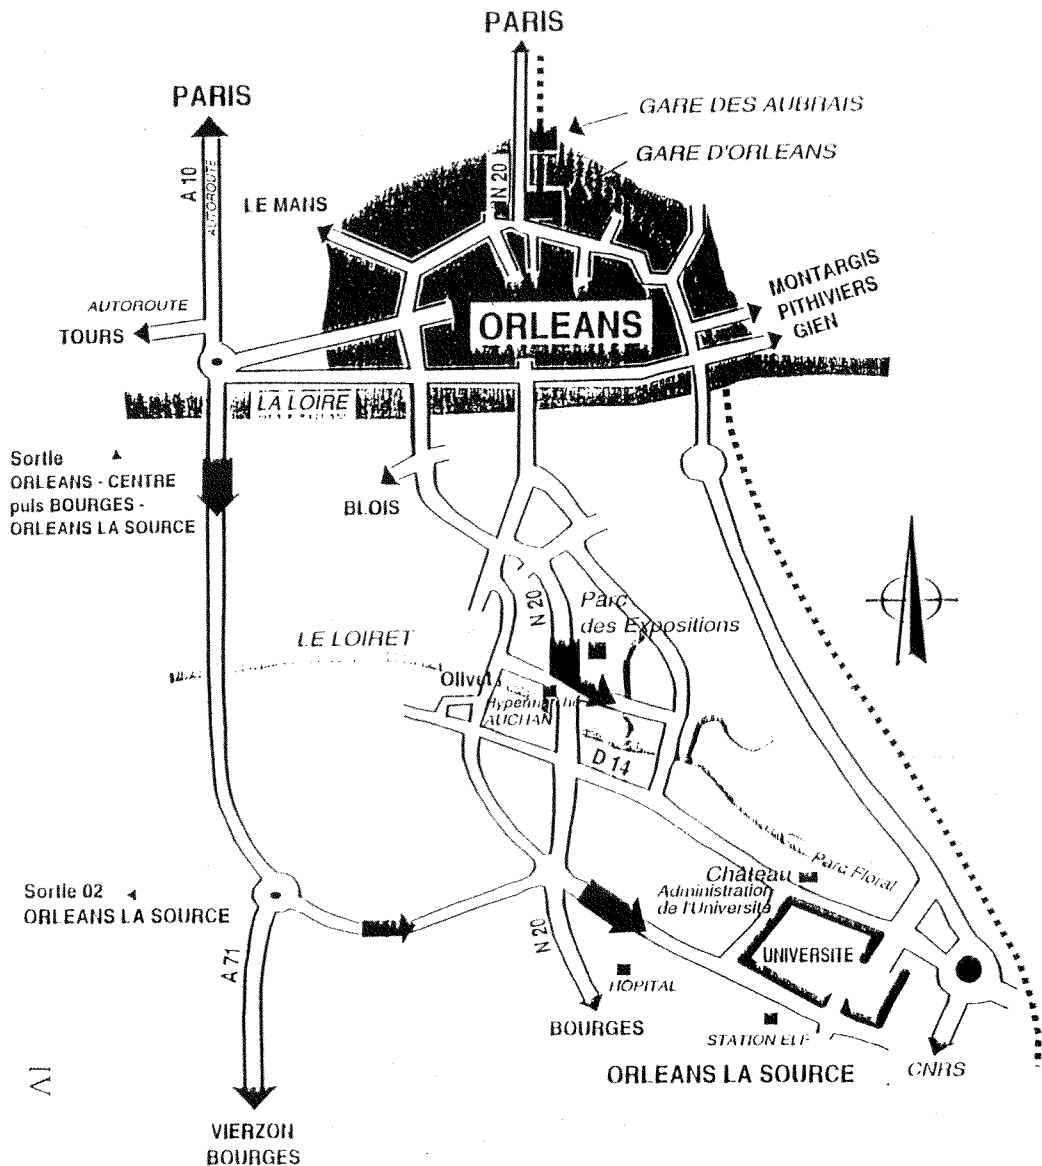 PARIS
PARIS
GARE DES AUBRAIS
GARE D'ORLEANS
A 10
AUTOROUTE
N 20
LE MANS
MONTARGIS
PITHIVIERS
GIEN
AUTOROUTE
TOURS
ORLEANS
LA LOIRE
Sortie
ORLEANS - CENTRE
puls BOURGES -
ORLEANS LA SOURCE
BLOIS
N 20
Parc
des Expositions
LE LOIRET
Olivet
Hypermarché
AUCHAN
D 14
Château
Parc Floral
Administration
de l'Université
Sortie 02
ORLEANS LA SOURCE
UNIVERSITE
A 71
N 20
HOPITAL
BOURGES
STATION ELF
CNRS
ORLEANS LA SOURCE
IV
VIERZON
BOURGES